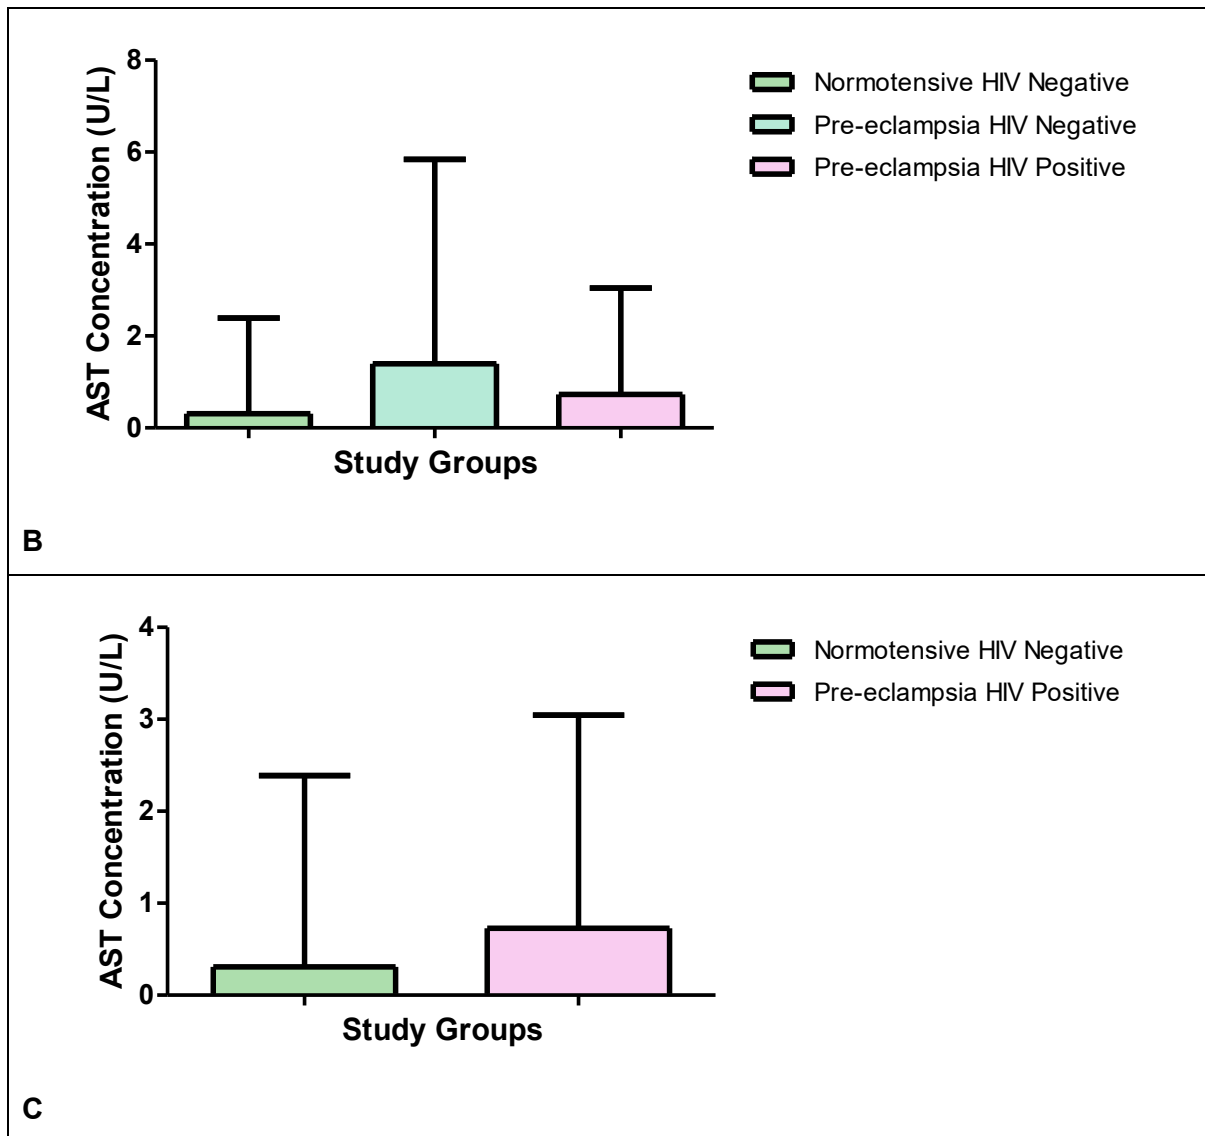 8
6
4
2
0
AST Concentration (U/L)
Study Groups
Normotensive HIV Negative
Pre-eclampsia HIV Negative
Pre-eclampsia HIV Positive
B
4
3
2
1
0
AST Concentration (U/L)
Study Groups
Normotensive HIV Negative
Pre-eclampsia HIV Positive
C